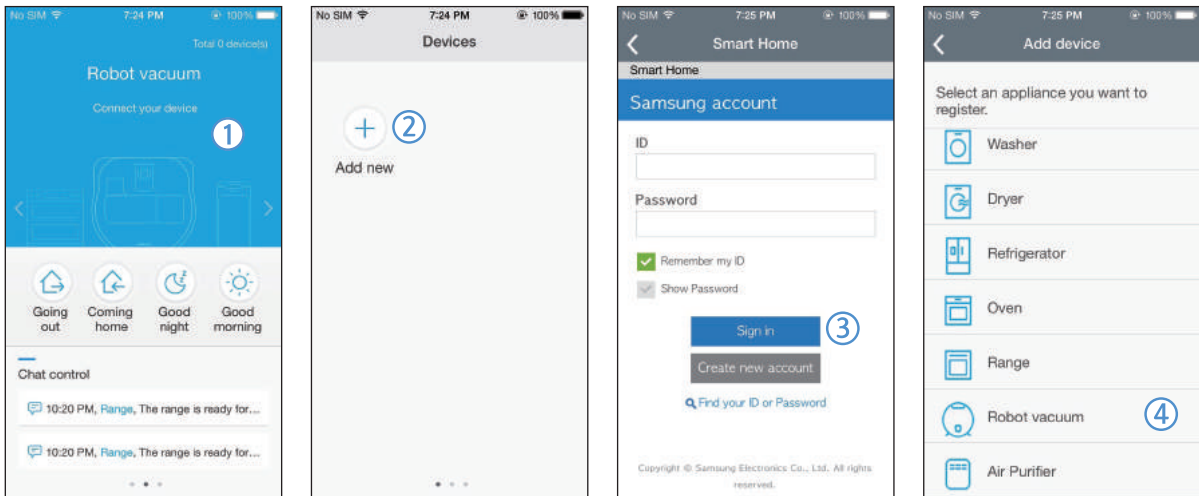 No SIM 7:24 PM 100%
Total 0 device(s)
Robot vacuum
Connect your device
1
Going
out
Coming
home
Good
night
Good
morning
Chat control
10:20 PM, Range, The range is ready for...
10:20 PM, Range, The range is ready for...
No SIM 7:24 PM 100%
Devices
2
Add new
No SIM 7:25 PM 100%
Smart Home
Smart Home
Samsung account
ID
Password
Remember my ID
Show Password
Sign in
3
Create new account
Find your ID or Password
Copyright © Samsung Electronics Co., Ltd. All rights
reserved.
No SIM 7:25 PM 100%
Add device
Select an appliance you want to
register.
Washer
Dryer
Refrigerator
Oven
Range
Robot vacuum
4
Air Purifier